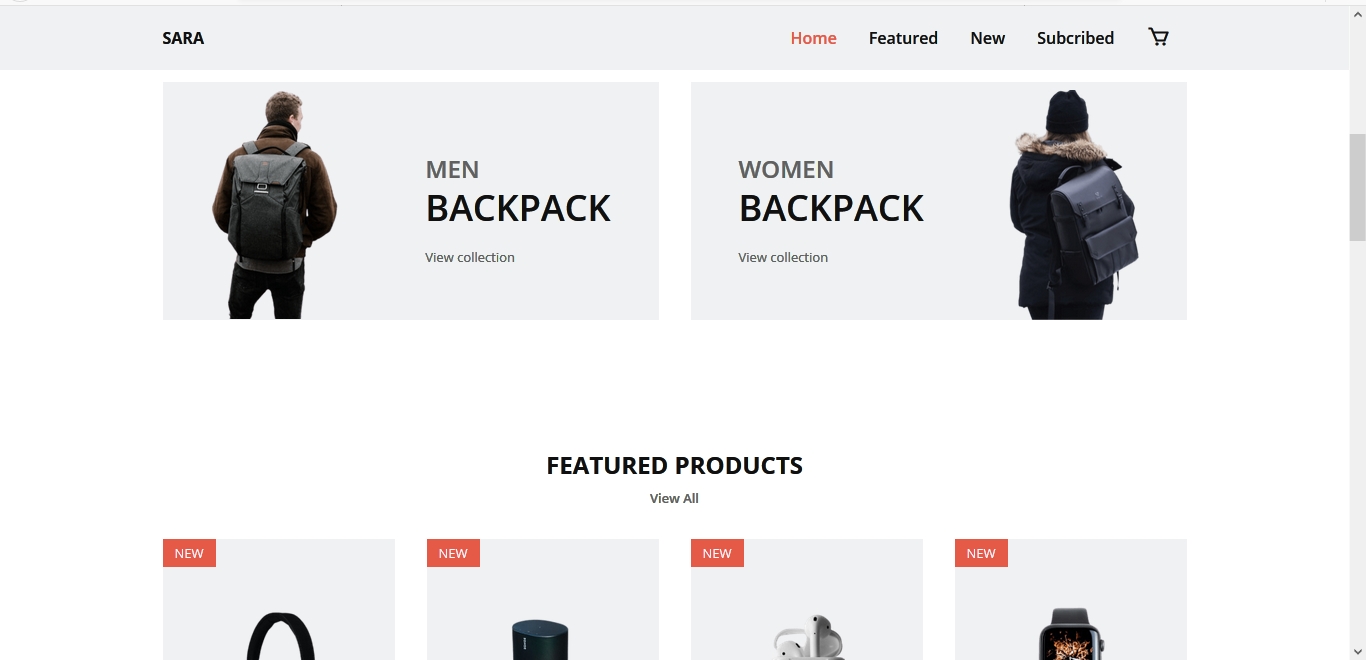 SARA
Home Featured New Subcribed
MEN
BACKPACK
View collection
WOMEN
BACKPACK
View collection
FEATURED PRODUCTS
View All
NEW
NEW
NEW
NEW